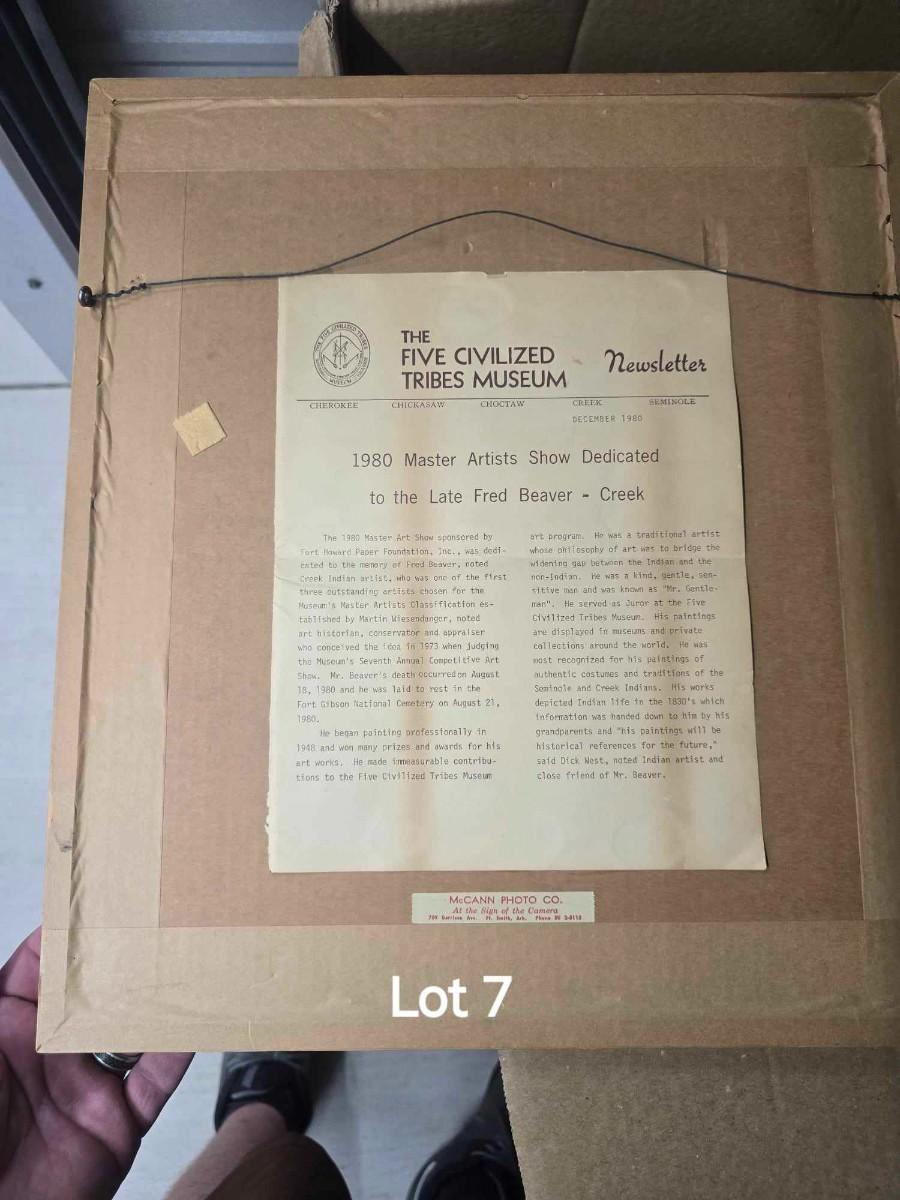 THE FIVE CIVILIZED TRIBES
MUSEUM
THE
FIVE CIVILIZED
TRIBES MUSEUM
Newsletter
CHEROKEE CHICKASAW CHOCTAW CREEK SEMINOLE
DECEMBER 1980
1980 Master Artists Show Dedicated
to the Late Fred Beaver - Creek
The 1980 Master Art Show sponsored by
Fort Howard Paper Foundation, Inc., was dedi-
cated to the memory of Fred Beaver, noted
Creek Indian artist, who was one of the first
three outstanding artists chosen for the
Museum's Master Artists Classification es-
tablished by Martin Wiesendanger, noted
art historian, conservator and appraiser
who conceived the idea in 1973 when judging
the Museum's Seventh Annual Competitive Art
Show. Mr. Beaver's death occurred on August
18, 1980 and he was laid to rest in the
Fort Gibson National Cemetery on August 21,
1980.
He began painting professionally in
1948 and won many prizes and awards for his
art works. He made immeasurable contribu-
tions to the Five Civilized Tribes Museum
art program. He was a traditional artist
whose philosophy of art was to bridge the
widening gap between the Indian and the
non-Indian. He was a kind, gentle, sen-
sitive man and was known as "Mr. Gentle-
man". He served as Juror at the Five
Civilized Tribes Museum. His paintings
are displayed in museums and private
collections around the world. He was
most recognized for his paintings of
authentic costumes and traditions of the
Seminole and Creek Indians. His works
depicted Indian life in the 1830's which
information was handed down to him by his
grandparents and "his paintings will be
historical references for the future,"
said Dick West, noted Indian artist and
close friend of Mr. Beaver.
McCANN PHOTO CO.
At the Sign of the Camera
709 Garrison Ave. Ft. Smith, Ark. Phone
Lot 7